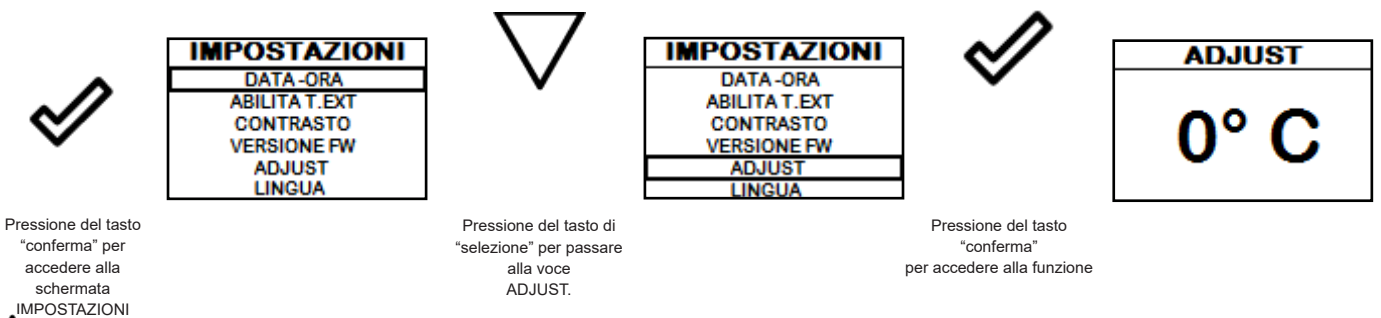 IMPOSTAZIONI
DATA-ORA
ABILITA T.EXT
CONTRASTO
VERSIONE FW
ADJUST
LINGUA
Pressione del tasto
“conferma” per
accedere alla
schermata
IMPOSTAZIONI
Pressione del tasto di
“selezione” per passare
alla voce
ADJUST.
IMPOSTAZIONI
DATA-ORA
ABILITA T.EXT
CONTRASTO
VERSIONE FW
ADJUST
LINGUA
Pressione del tasto
“conferma”
per accedere alla funzione
ADJUST
0° C